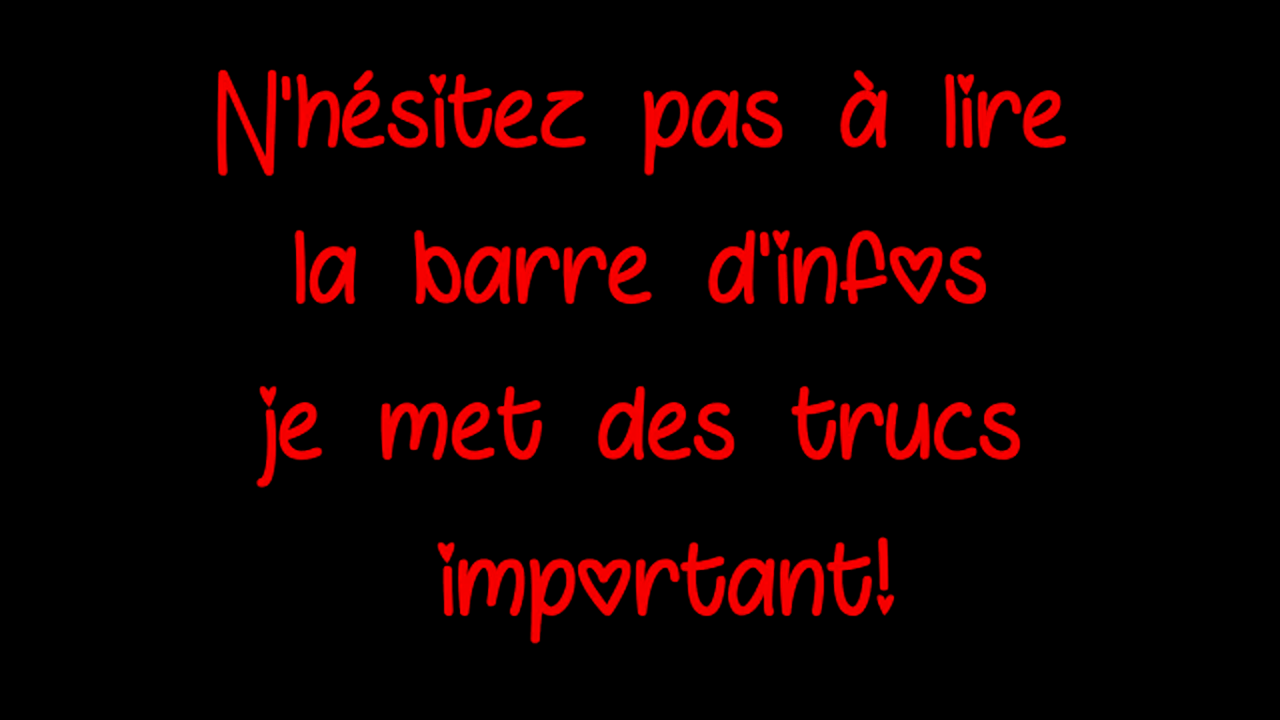 N'hésitez pas à lire
la barre d'infos
je met des trucs
important!